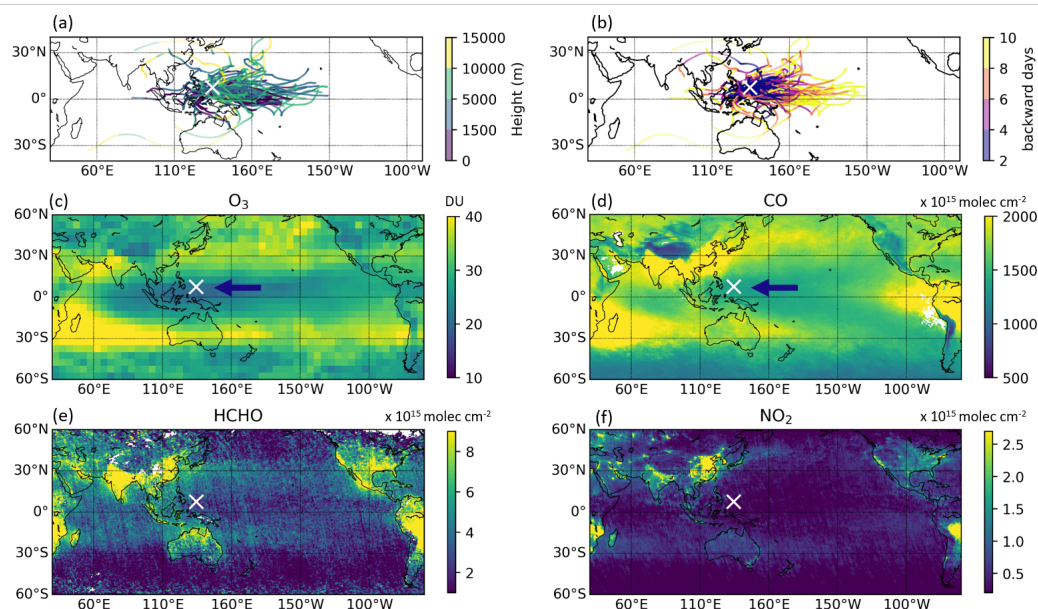 (a)
(b)
30°N
0°
30°S
60°E 110°E 160°E 150°W 100°W
15000
10000
5000
1500
0
Height (m)
30°N
0°
30°S
60°E 110°E 160°E 150°W 100°W
10
8
6
4
2
backward days
(c) O₃ DU
60°N
30°N
0°
30°S
60°S
60°E 110°E 160°E 150°W 100°W
40
30
20
10
(d) CO x 10¹⁵ molec cm⁻²
60°N
30°N
0°
30°S
60°S
60°E 110°E 160°E 150°W 100°W
2000
1500
1000
500
(e) HCHO x 10¹⁵ molec cm⁻²
60°N
30°N
0°
30°S
60°S
60°E 110°E 160°E 150°W 100°W
8
6
4
2
(f) NO₂ x 10¹⁵ molec cm⁻²
60°N
30°N
0°
30°S
60°S
60°E 110°E 160°E 150°W 100°W
2.5
2.0
1.5
1.0
0.5